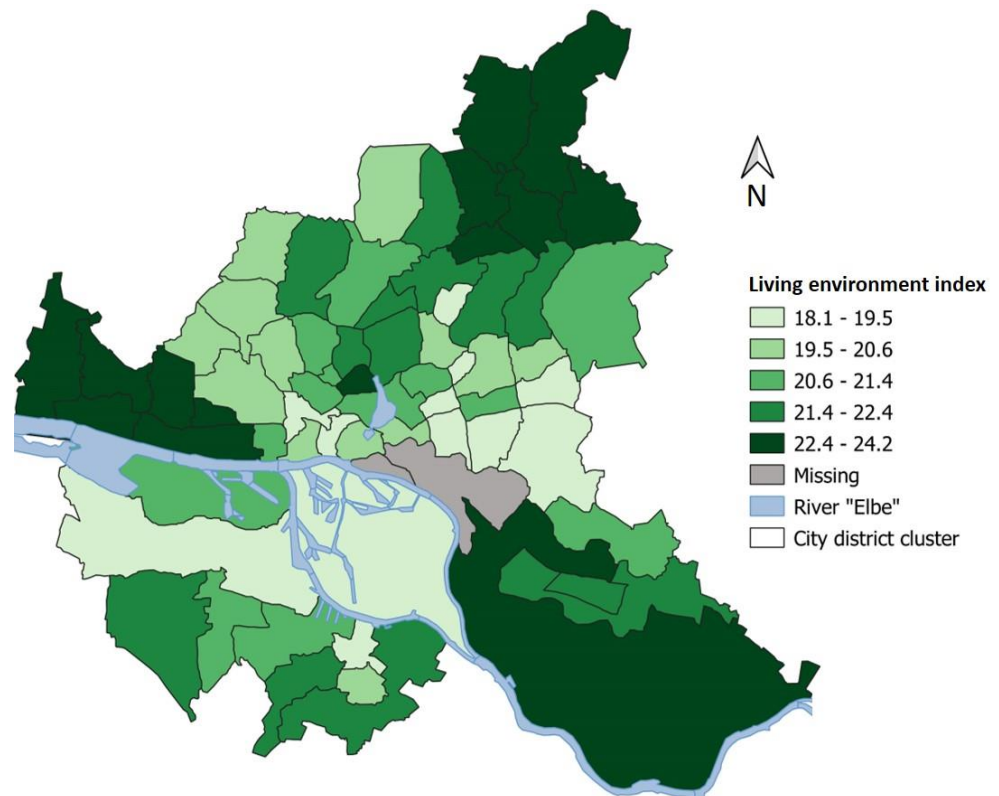 N
Living environment index
18.1 - 19.5
19.5 - 20.6
20.6 - 21.4
21.4 - 22.4
22.4 - 24.2
Missing
River "Elbe"
City district cluster